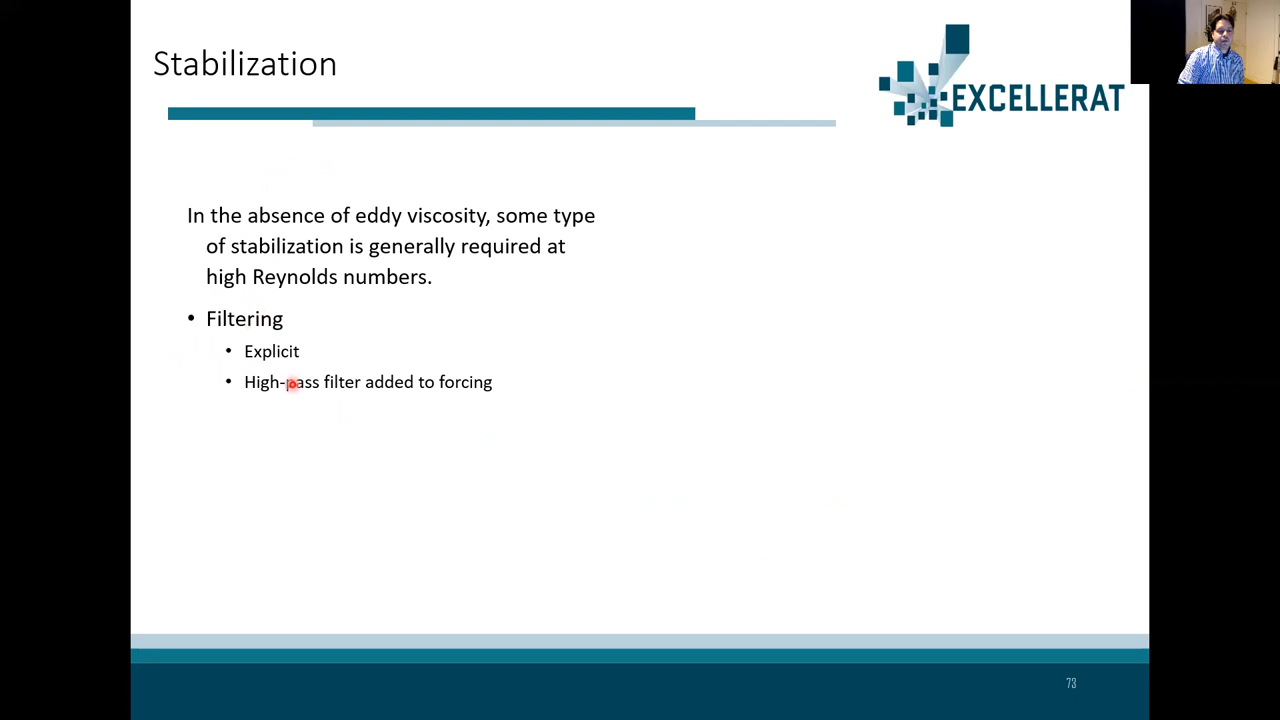 Stabilization
EXCELLERAT
In the absence of eddy viscosity, some type
of stabilization is generally required at
high Reynolds numbers.
• Filtering
• Explicit
• High-pass filter added to forcing
73